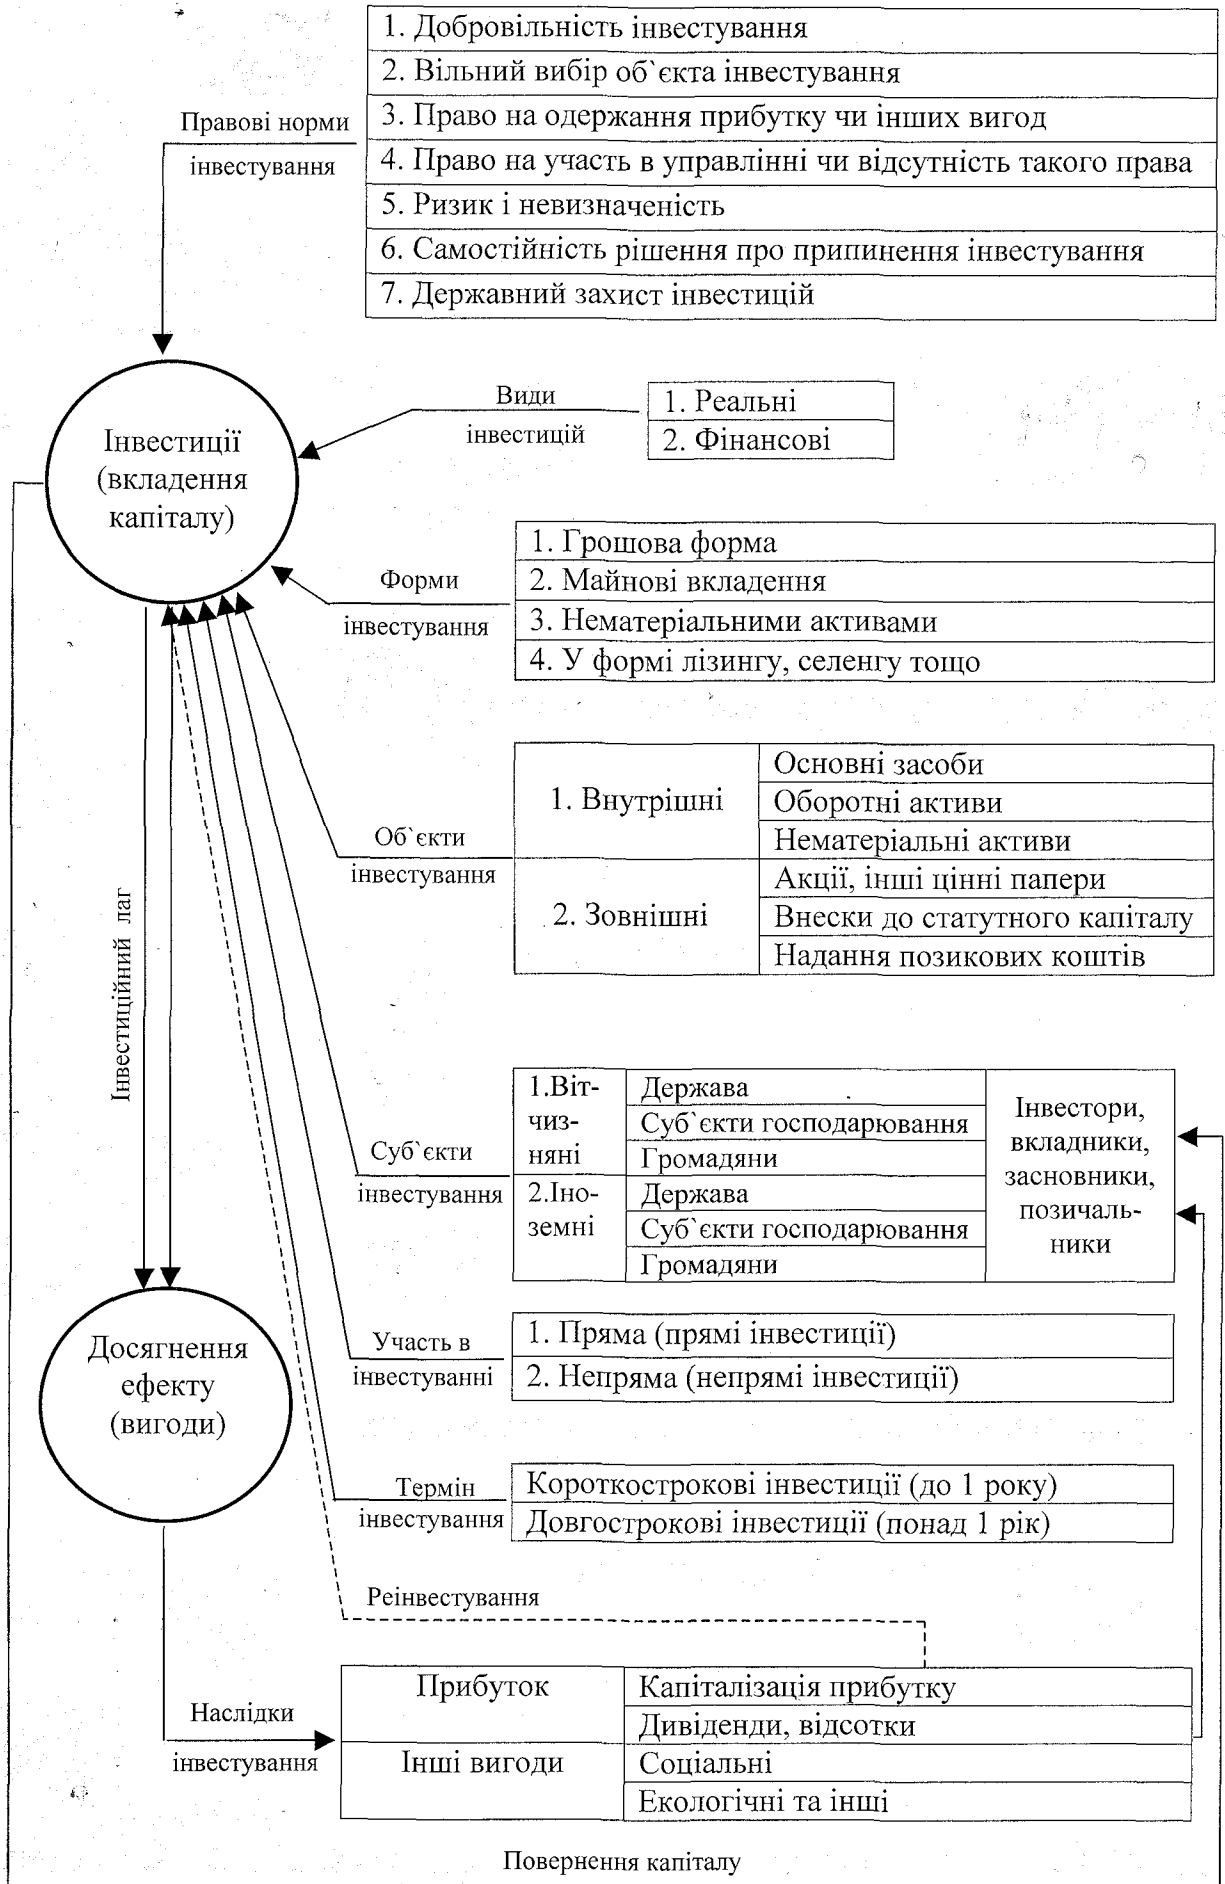 1. Добровільність інвестування
2. Вільний вибір об`єкта інвестування
3. Право на одержання прибутку чи інших вигод
4. Право на участь в управлінні чи відсутність такого права
5. Ризик і невизначеність
6. Самостійність рішення про припинення інвестування
7. Державний захист інвестицій
Правові норми
інвестування
Інвестиції
(вкладення
капіталу)
Види
інвестицій
1. Реальні
2. Фінансові
Форми
інвестування
1. Грошова форма
2. Майнові вкладення
3. Нематеріальними активами
4. У формі лізингу, селенгу тощо
Об`єкти
інвестування
1. Внутрішні
Основні засоби
Оборотні активи
Нематеріальні активи
2. Зовнішні
Акції, інші цінні папери
Внески до статутного капіталу
Надання позикових коштів
Інвестиційний лаг
Суб`єкти
інвестування
1.Віт-
чиз-
няні
Держава
Суб`єкти господарювання
Громадяни
2.Іно-
земні
Держава
Суб`єкти господарювання
Громадяни
Інвестори,
вкладники,
засновники,
позичаль-
ники
Досягнення
ефекту
(вигоди)
Участь в
інвестуванні
1. Пряма (прямі інвестиції)
2. Непряма (непрямі інвестиції)
Термін
інвестування
Короткострокові інвестиції (до 1 року)
Довгострокові інвестиції (понад 1 рік)
Реінвестування
Наслідки
інвестування
Прибуток
Капіталізація прибутку
Дивіденди, відсотки
Інші вигоди
Соціальні
Екологічні та інші
Повернення капіталу